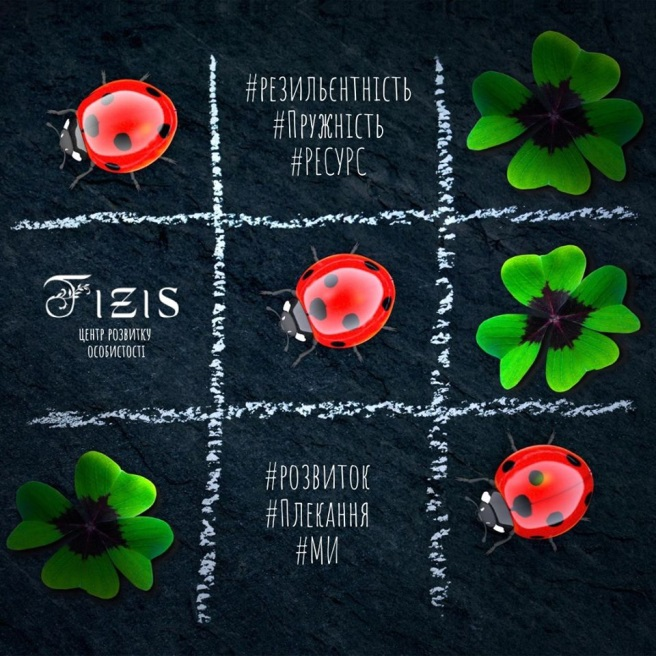 #РЕЗИЛЬЄНТНІСТЬ
#Пружність
#РЕСУРС
FIZIS
ЦЕНТР РОЗВИТКУ
ОСОБИСТОСТІ
#РОЗВИТОК
#Плекання
#МИ